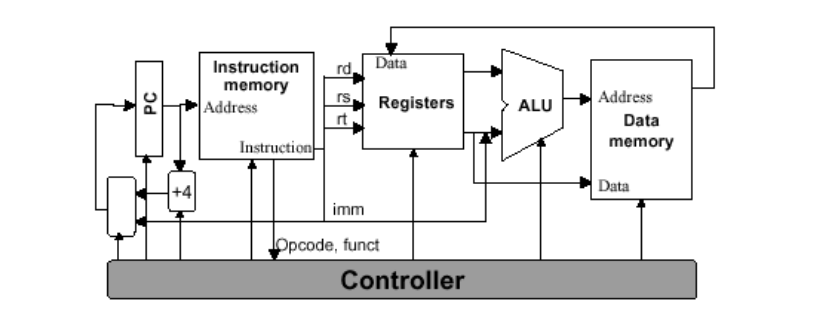 PC
+4
Instruction
memory
Address
Instruction
rd
rs
rt
imm
Opcode, funct
Data
Registers
ALU
Address
Data
memory
Data
Controller